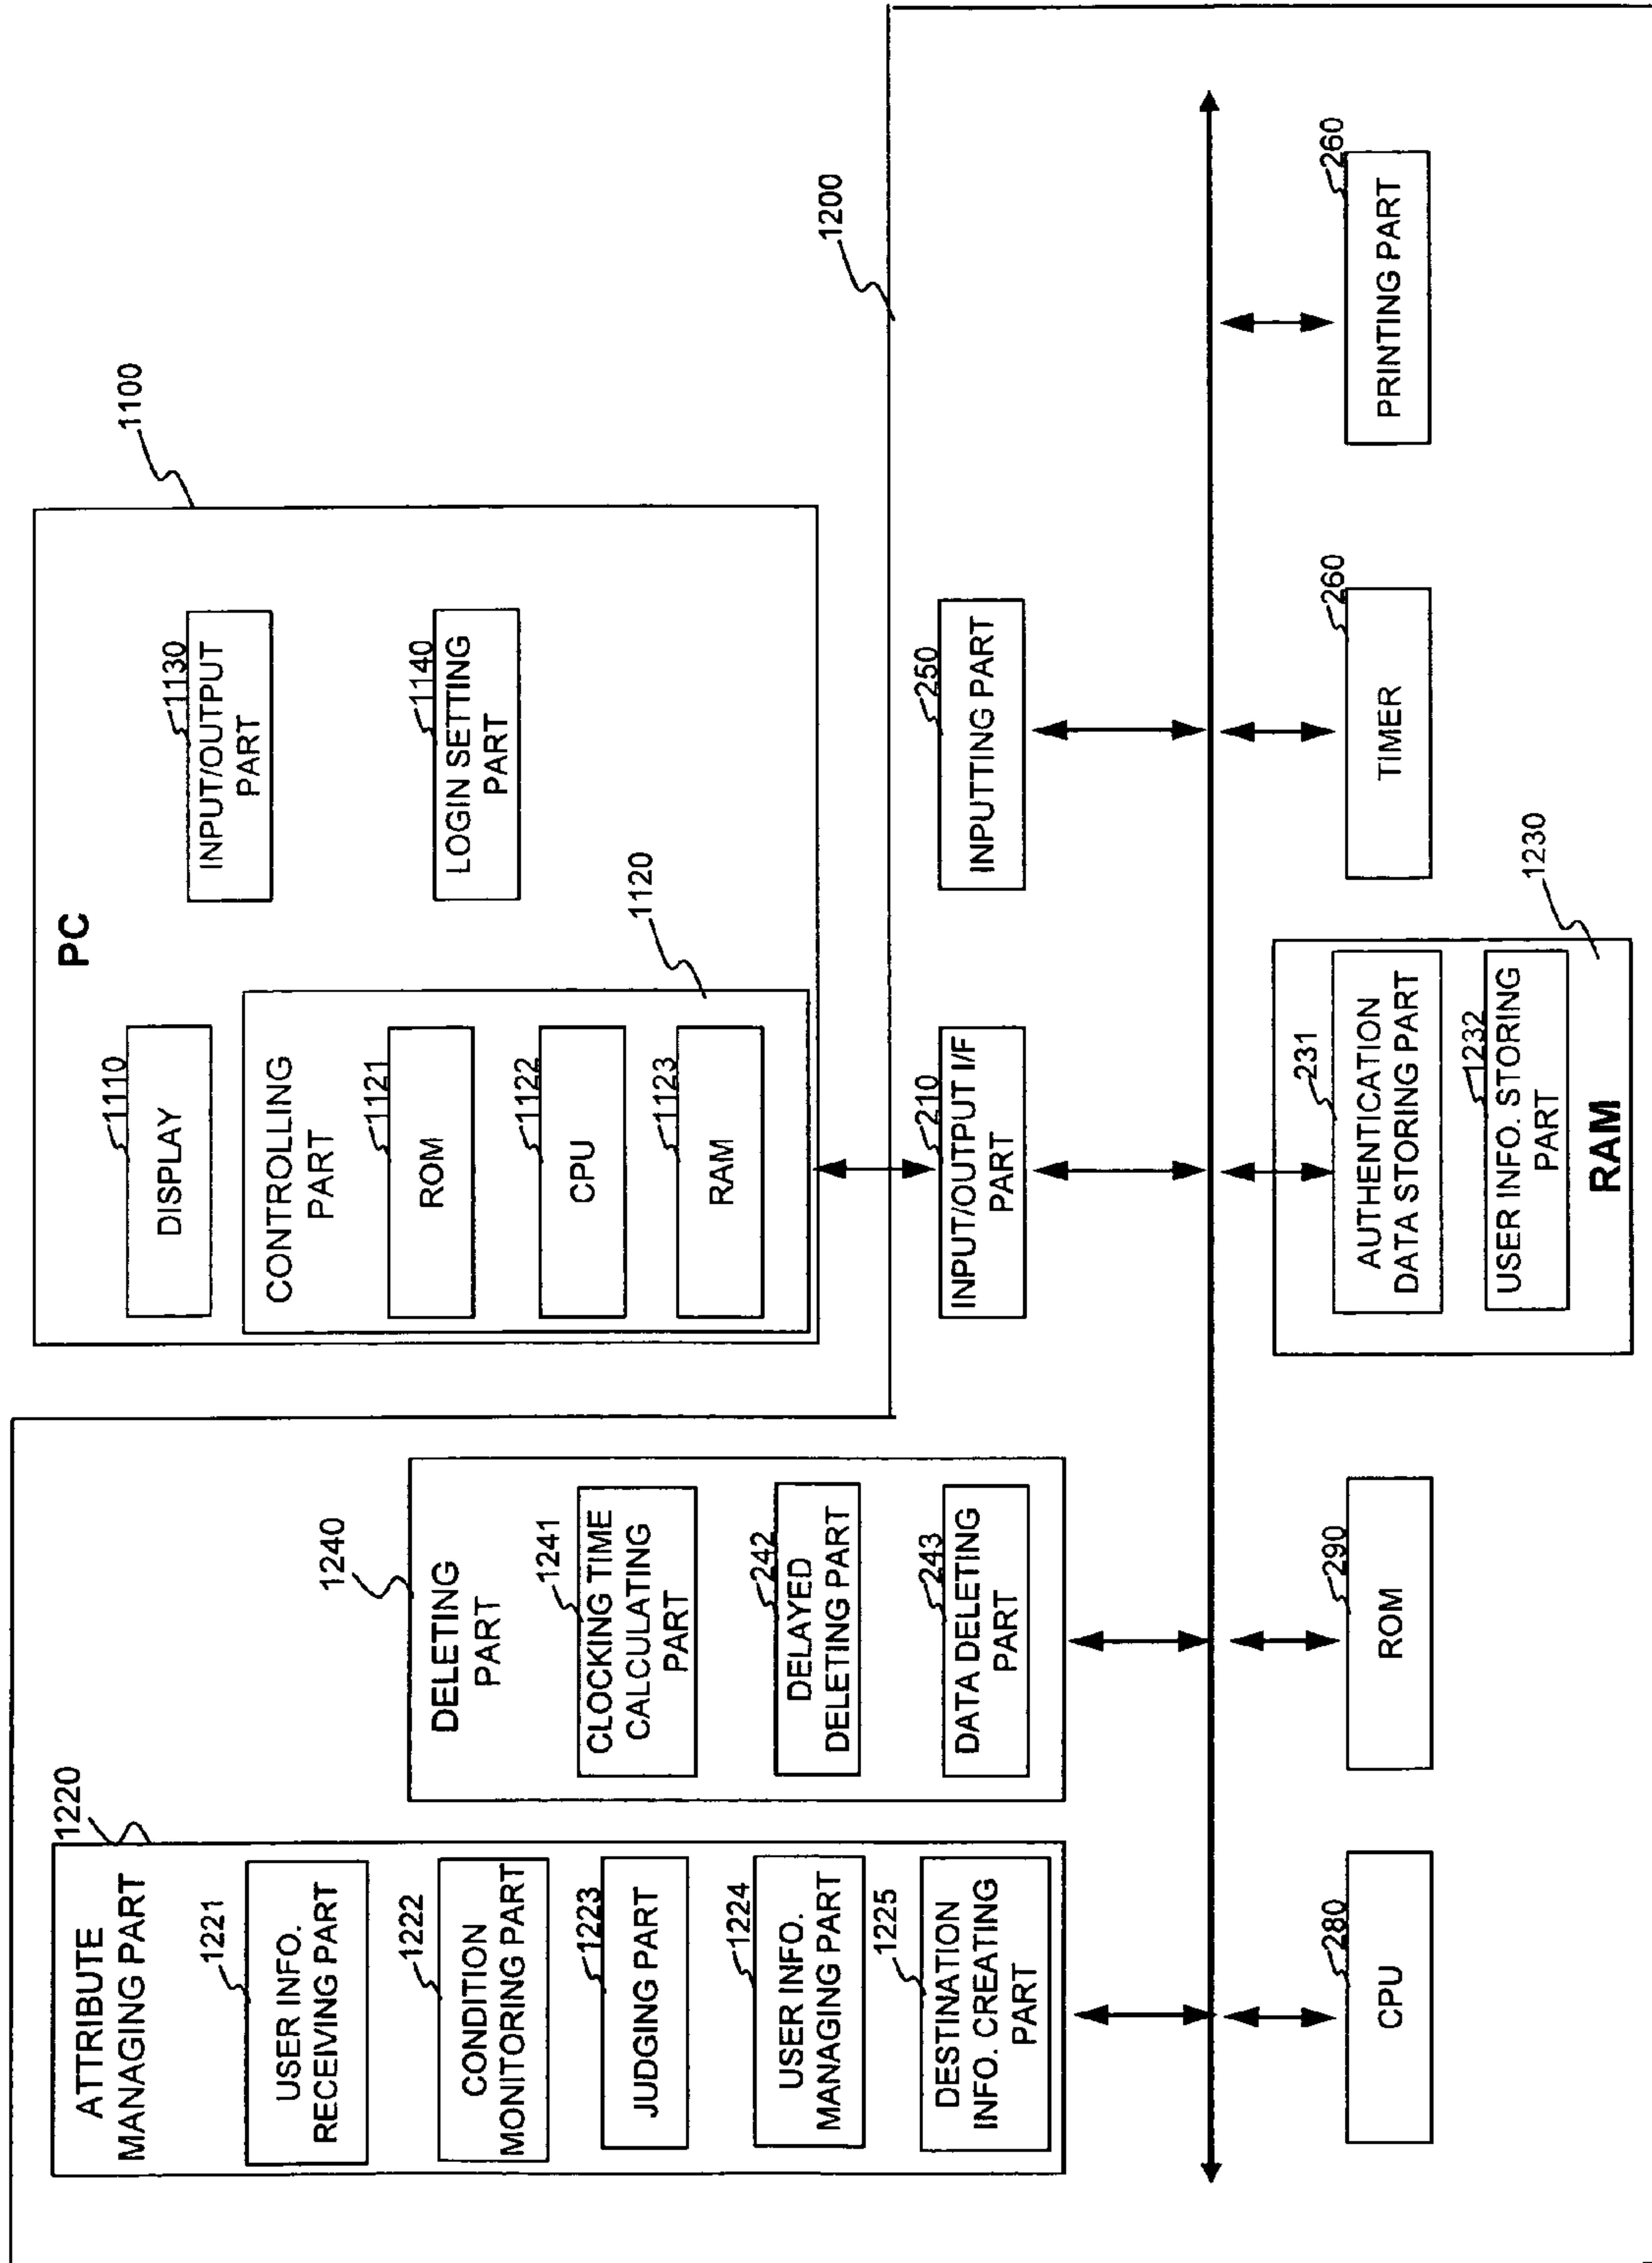 ATTRIBUTE
MANAGING PART
1220
1221
USER INFO.
RECEIVING PART
1222
CONDITION
MONITORING PART
1223
JUDGING PART
1224
USER INFO.
MANAGING PART
1225
DESTINATION
INFO. CREATING
PART
1240
DELETING
PART
1241
CLOCKING TIME
CALCULATING
PART
242
DELAYED
DELETING PART
243
DATA DELETING
PART
PC
1100
1110
DISPLAY
CONTROLLING
PART
1120
1121
ROM
1122
CPU
1123
RAM
1130
INPUT/OUTPUT
PART
1140
LOGIN SETTING
PART
1200
210
INPUT/OUTPUT I/F
PART
250
INPUTTING PART
280
CPU
290
ROM
231
AUTHENTICATION
DATA STORING PART
1232
USER INFO. STORING
PART
RAM
1230
260
TIMER
260
PRINTING PART